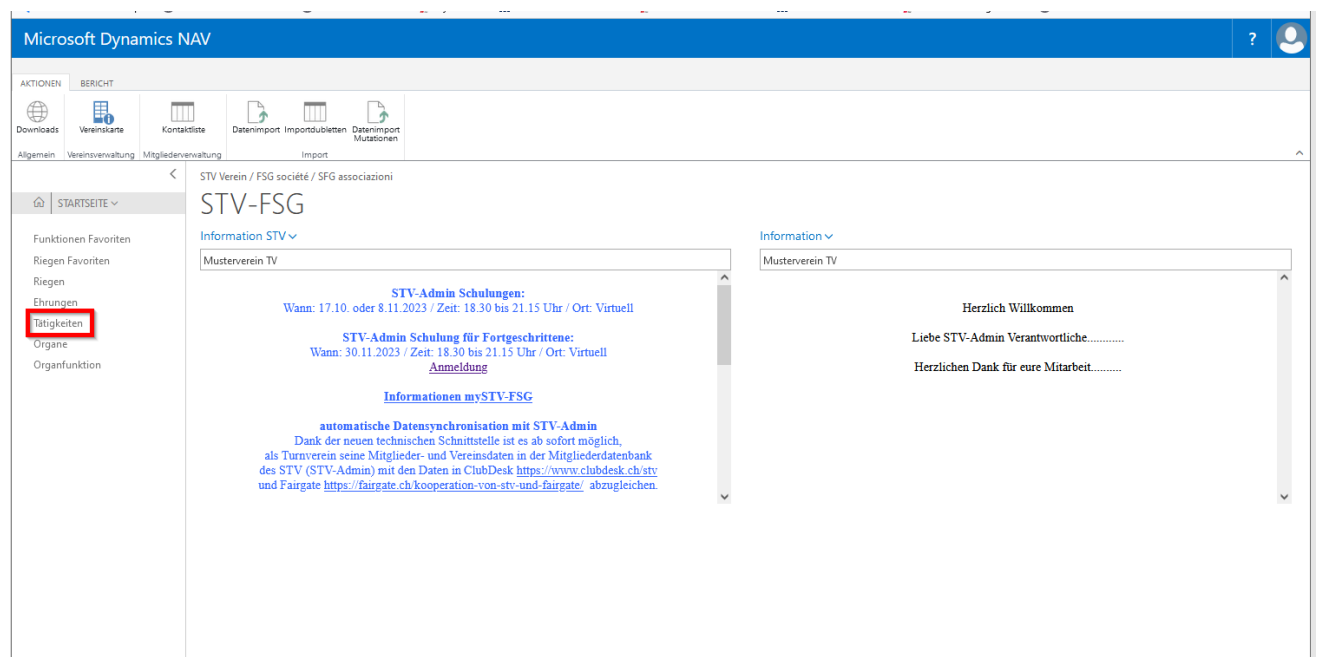 Microsoft Dynamics NAV
?
AKTIONEN BERICHT
Downloads Vereinskarte Kontaktliste Datenimport Importdubletten Datenimport
Mutationen
Allgemein Vereinsverwaltung Mitgliederverwaltung Import
STV Verein / FSG société / SFG associazioni
STARTSEITE
STV-FSG
Funktionen Favoriten
Riegen Favoriten
Riegen
Ehrungen
Tätigkeiten
Organe
Organfunktion
Information STV
Musterverein TV
STV-Admin Schulungen:
Wann: 17.10. oder 8.11.2023 / Zeit: 18.30 bis 21.15 Uhr / Ort: Virtuell
STV-Admin Schulung für Fortgeschrittene:
Wann: 30.11.2023 / Zeit: 18.30 bis 21.15 Uhr / Ort: Virtuell
Anmeldung
Informationen mySTV-FSG
automatische Datensynchronisation mit STV-Admin
Dank der neuen technischen Schnittstelle ist es ab sofort möglich,
als Turnverein seine Mitglieder- und Vereinsdaten in der Mitgliederdatenbank
des STV (STV-Admin) mit den Daten in ClubDesk https://www.clubdesk.ch/stv
und Fairgate https://fairgate.ch/kooperation-von-stv-und-fairgate/ abzugleichen.
Information
Musterverein TV
Herzlich Willkommen
Liebe STV-Admin Verantwortliche............
Herzlichen Dank für eure Mitarbeit..........